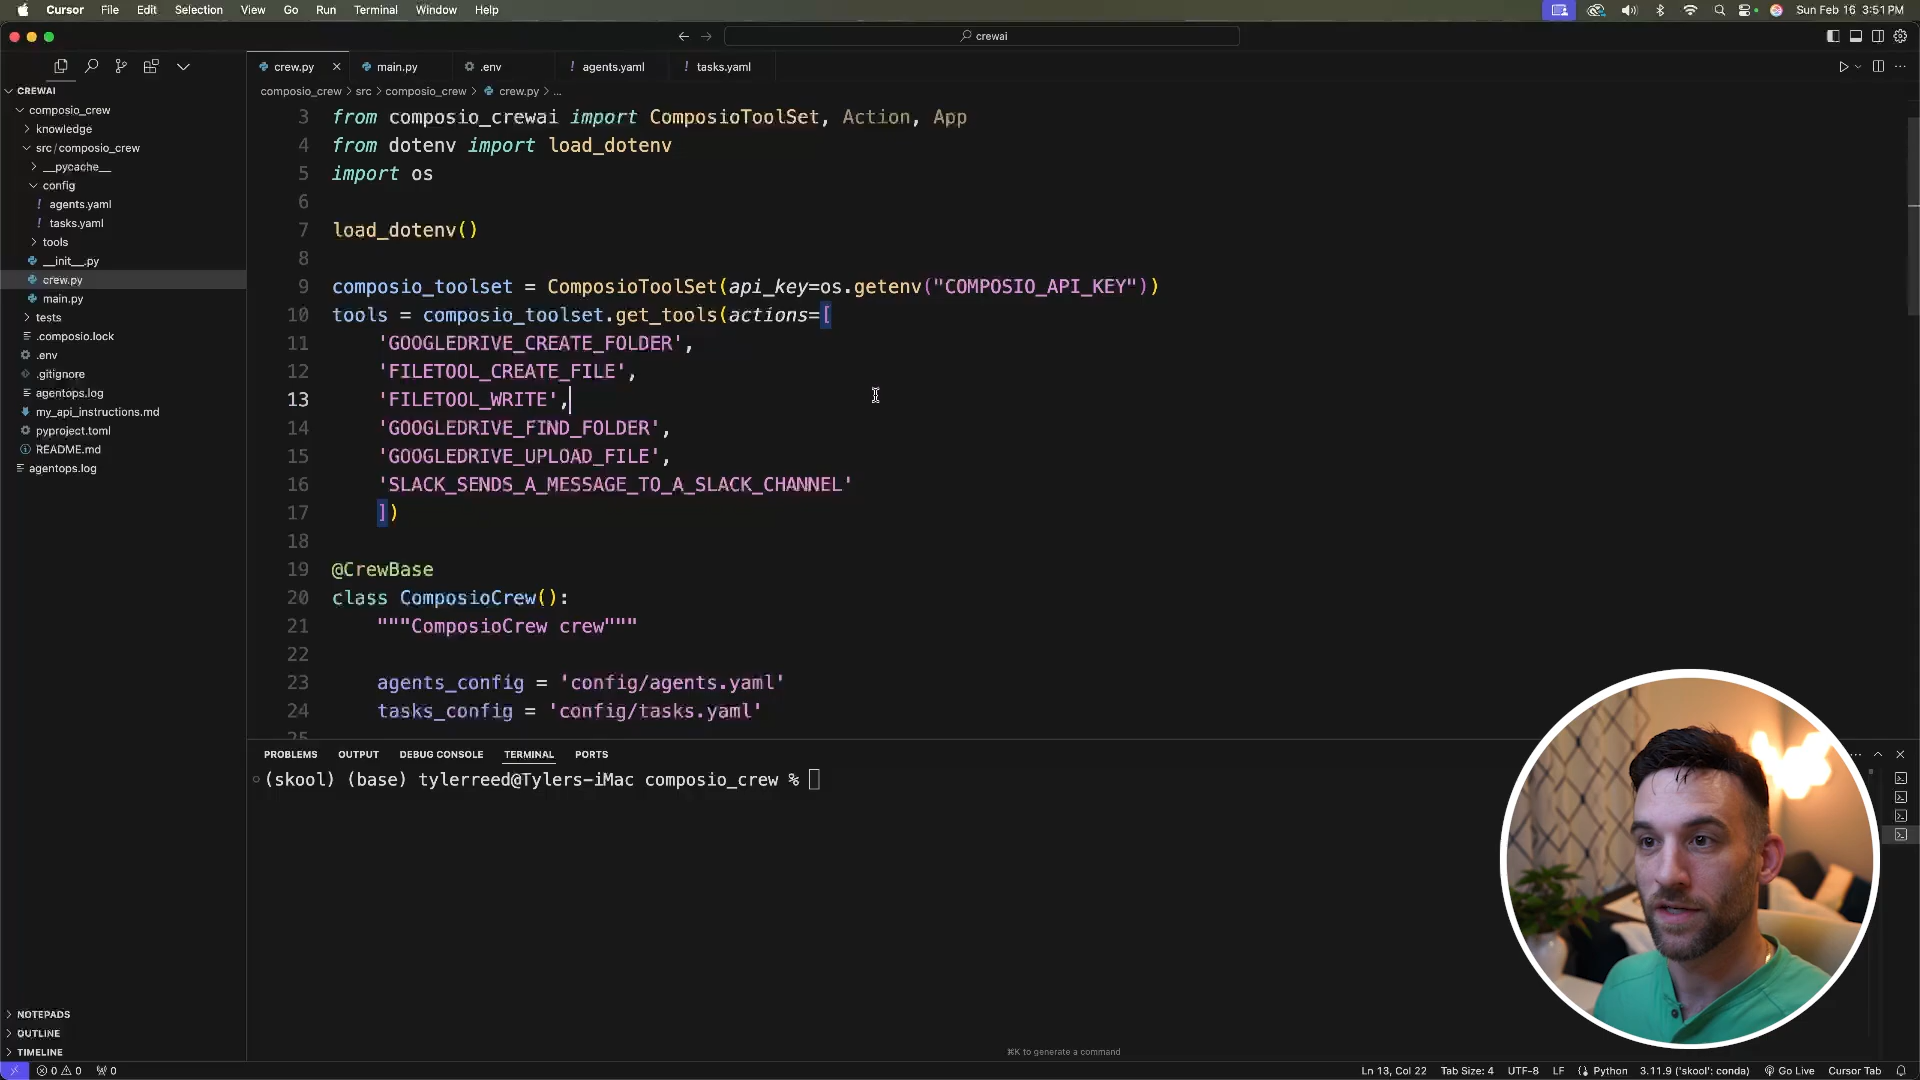 Cursor File Edit Selection View Go Run Terminal Window Help Sun Feb 16 3:51 PM
crewai
crew.py main.py .env ! agents.yaml ! tasks.yaml
CREWAI
composio_crew > src > composio_crew > crew.py > ...
composio_crew
knowledge
src/composio_crew
__pycache__
config
! agents.yaml
! tasks.yaml
tools
__init__.py
crew.py
main.py
tests
.composio.lock
.env
.gitignore
agentops.log
my_api_instructions.md
pyproject.toml
README.md
agentops.log
NOTEPADS
OUTLINE
TIMELINE
3 from composio_crewai import ComposioToolSet, Action, App
4 from dotenv import load_dotenv
5 import os
6
7 load_dotenv()
8
9 composio_toolset = ComposioToolSet(api_key=os.getenv("COMPOSIO_API_KEY"))
10 tools = composio_toolset.get_tools(actions=[
11 'GOOGLEDRIVE_CREATE_FOLDER',
12 'FILETOOL_CREATE_FILE',
13 'FILETOOL_WRITE',
14 'GOOGLEDRIVE_FIND_FOLDER',
15 'GOOGLEDRIVE_UPLOAD_FILE',
16 'SLACK_SENDS_A_MESSAGE_TO_A_SLACK_CHANNEL'
17 ])
18
19 @CrewBase
20 class ComposioCrew():
21 """ComposioCrew crew"""
22
23 agents_config = 'config/agents.yaml'
24 tasks_config = 'config/tasks.yaml'
25
PROBLEMS OUTPUT DEBUG CONSOLE TERMINAL PORTS
(skool) (base) tylerreed@Tylers-iMac composio_crew %
⌘K to generate a command
0 0 0 Ln 13, Col 22 Tab Size: 4 UTF-8 LF Python 3.11.9 ('skool': conda) Go Live Cursor Tab